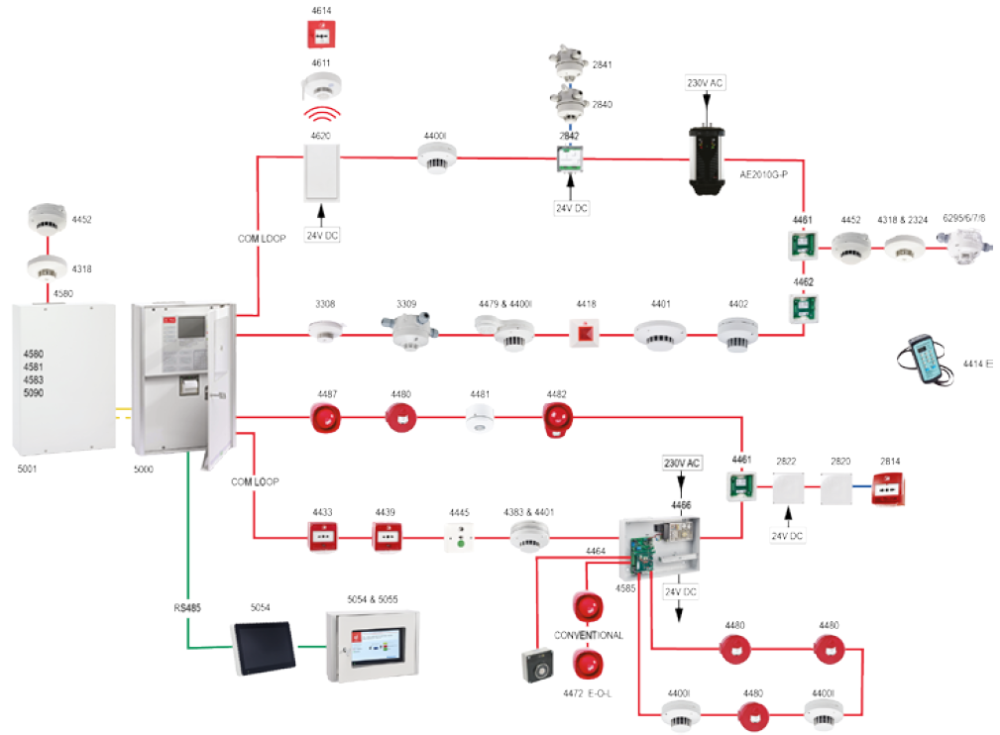 4614
4611
4620
24V DC
COM LOOP
4400I
2841
2840
2842
24V DC
230V AC
AE2010G-P
4461
4452
4318 & 2324
6295/6/7/8
4462
4452
4318
4580
4580
4581
4583
5090
5001
5000
3308
3309
4479 & 4400I
4418
4401
4402
4414 E
4487
4480
4481
4482
COM LOOP
4433
4439
4445
4383 & 4401
230V AC
4466
4461
2822
2820
2814
24V DC
4464
4585
24V DC
RS485
5054
5054 & 5055
CONVENTIONAL
4472 E-O-L
4480
4480
4400I
4480
4400I